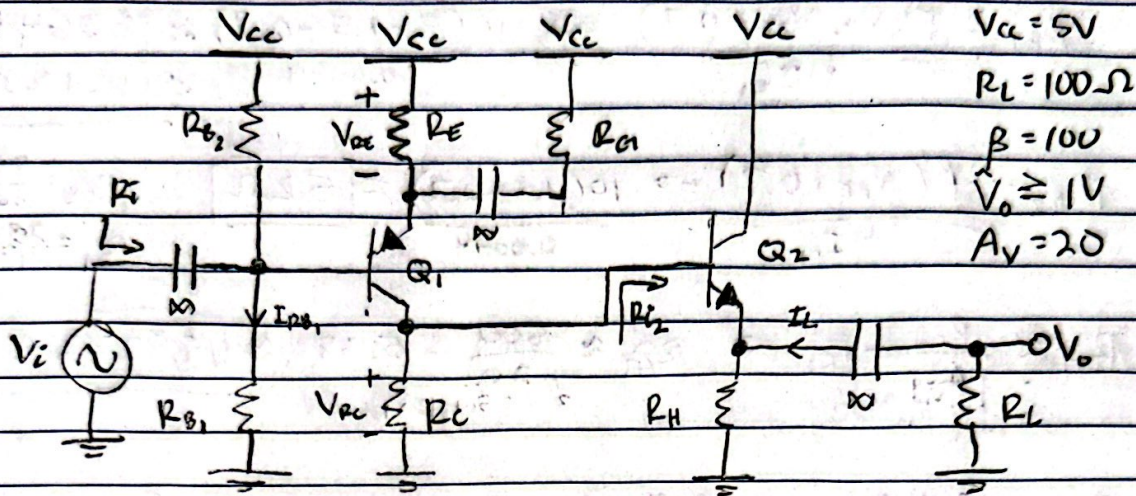 Vcc Vcc Vcc Vcc
Vcc = 5V
RL = 100Ω
β = 100
V̂o ≥ 1V
Av = 20
RB2
+
VRE
-
RE
RG1
Ri
∞
∞
Q1
Q2
IRB1
Ri2
IL
Vi
∞
Vo
RB1
+
VRC
-
RC
RH
RL